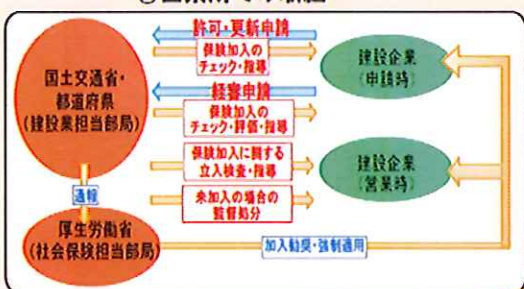 許可・更新申請
国土交通省・
都道府県
(建設業担当部局)
保険加入の
チェック・指導
建設企業
(申請時)
経審申請
保険加入の
チェック・評価・指導
保険加入に関する
立入検査・指導
建設企業
(営業時)
通報
未加入の場合の
監督処分
厚生労働省
(社会保険担当部局)
加入勧奨・強制適用